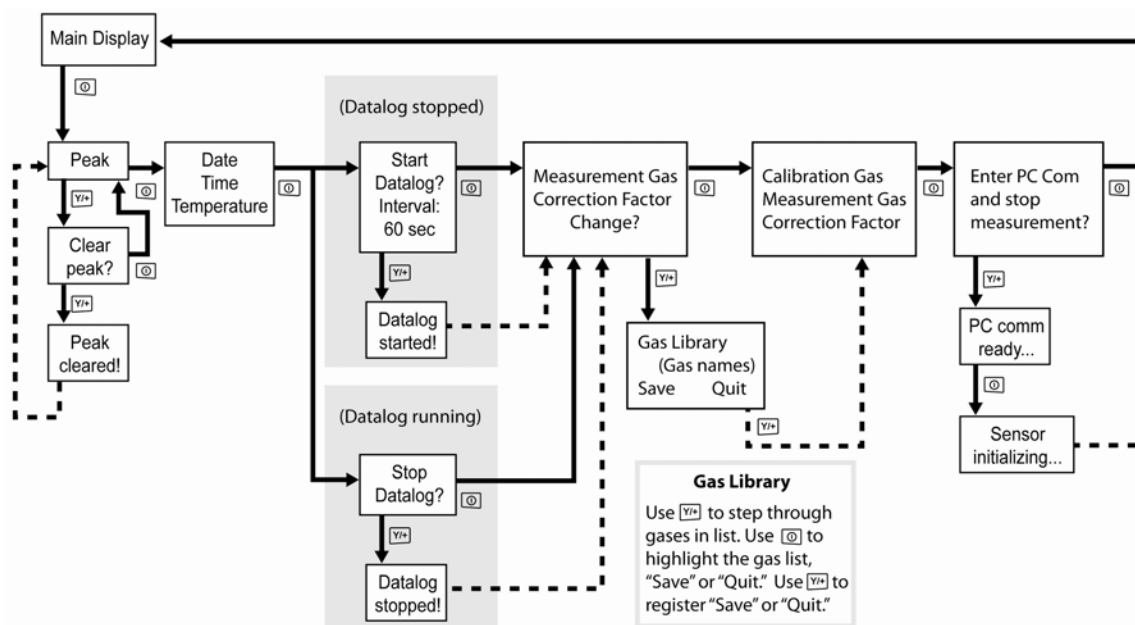 Main Display
Peak
Y/+
Clear
peak?
Y/+
Peak
cleared!
Date
Time
Temperature
(Datalog stopped)
Start
Datalog?
Interval:
60 sec
Y/+
Datalog
started!
(Datalog running)
Stop
Datalog?
Y/+
Datalog
stopped!
Measurement Gas
Correction Factor
Change?
Y/+
Gas Library
(Gas names)
Save Quit
Y/+
Calibration Gas
Measurement Gas
Correction Factor
Enter PC Com
and stop
measurement?
Y/+
PC comm
ready...
Sensor
initializing...
Gas Library
Use Y/+ to step through
gases in list. Use to
highlight the gas list,
“Save” or “Quit.” Use Y/+ to
register “Save” or “Quit.”